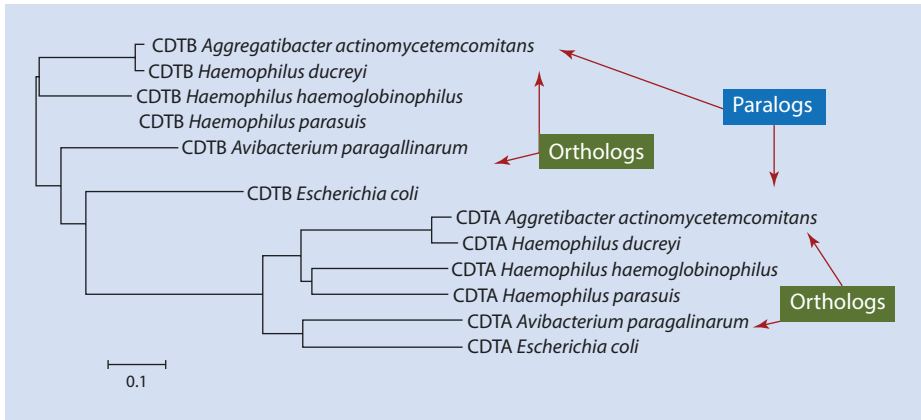 CDTB Aggregatibacter actinomycetemcomitans
CDTB Haemophilus ducreyi
CDTB Haemophilus haemoglobinophilus
Paralogs
CDTB Haemophilus parasuis
CDTB Avibacterium paragallinarum
Orthologs
CDTB Escherichia coli
CDTA Aggretibacter actinomycetemcomitans
CDTA Haemophilus ducreyi
CDTA Haemophilus haemoglobinophilus
CDTA Haemophilus parasuis
Orthologs
CDTA Avibacterium paragalinarum
CDTA Escherichia coli
0.1